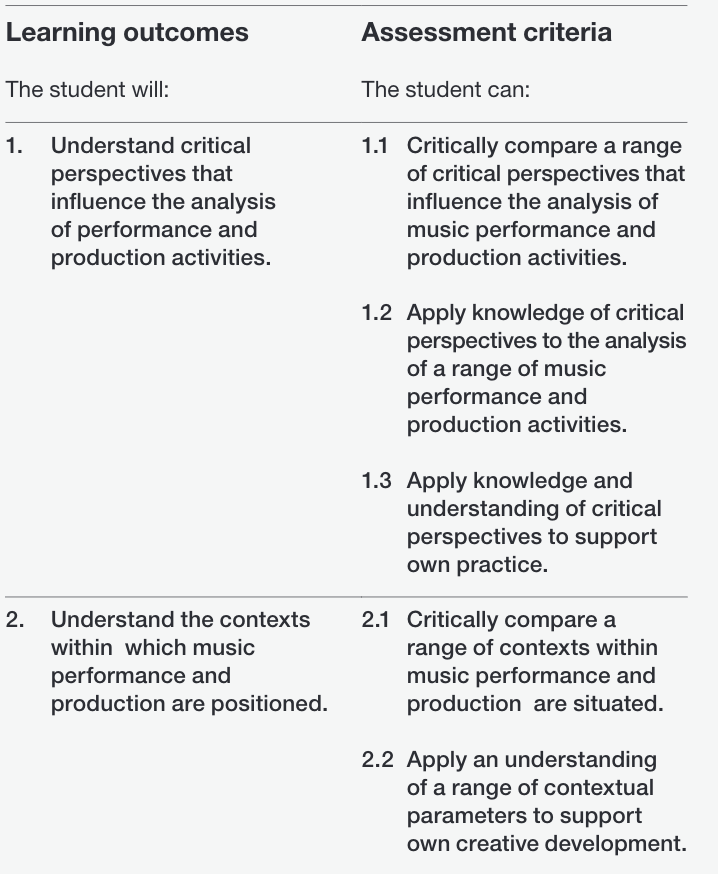 Learning outcomes
Assessment criteria
The student will:
The student can:
1. Understand critical
perspectives that
influence the analysis
of performance and
production activities.
1.1 Critically compare a range
of critical perspectives that
influence the analysis of
music performance and
production activities.
1.2 Apply knowledge of critical
perspectives to the analysis
of a range of music
performance and
production activities.
1.3 Apply knowledge and
understanding of critical
perspectives to support
own practice.
2. Understand the contexts
within  which music
performance and
production are positioned.
2.1 Critically compare a
range of contexts within
music performance and
production  are situated.
2.2 Apply an understanding
of a range of contextual
parameters to support
own creative development.